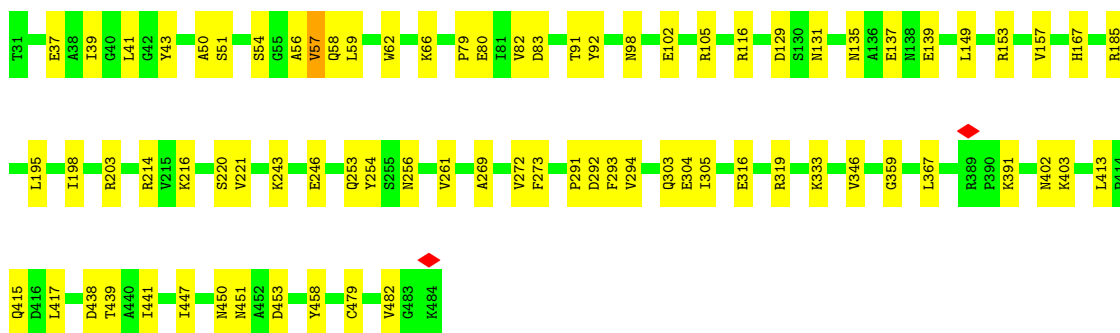 T31 E37 A38 I39 G40 L41 G42 Y43 A50 S51 S54 G55 A56 V57 Q58 L59 W62 K66 P79 E80 I81 V82 D83 T91 Y92 N98 E102 R105 R116 D129 S130 N131 N135 A136 E137 N138 E139 L149 R153 V157 H167 R185
L195 I198 R203 R214 V215 K216 S220 V221 K243 E246 Q253 Y254 S255 N256 V261 A269 V272 F273 P291 D292 F293 V294 Q303 E304 I305 E316 R319 K333 V346 G359 L367 R389 P390 K391 N402 K403 L413
Q415 D416 L417 D438 T439 A440 I441 I447 N450 N451 A452 D453 Y458 C479 V482 G483 K484